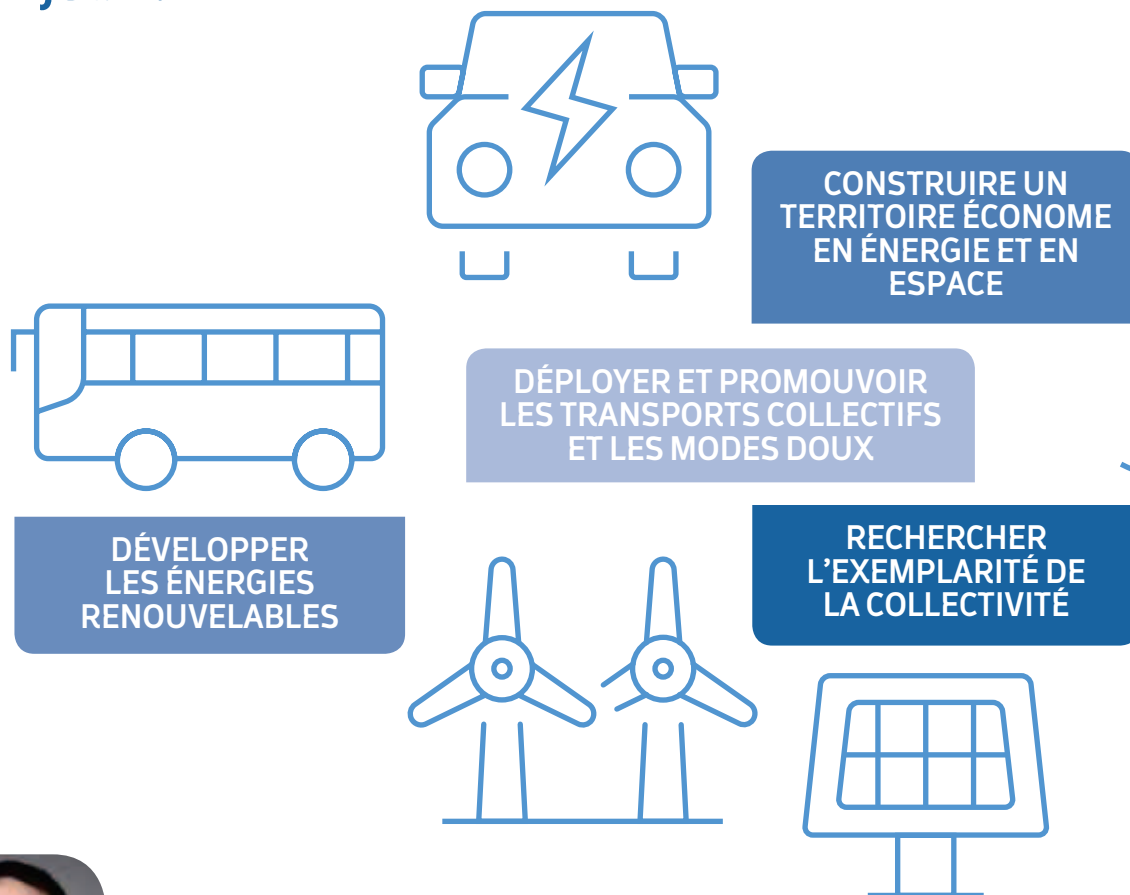 CONSTRUIRE UN
TERRITOIRE ÉCONOME
EN ÉNERGIE ET EN
ESPACE
DÉPLOYER ET PROMOUVOIR
LES TRANSPORTS COLLECTIFS
ET LES MODES DOUX
DÉVELOPPER
LES ÉNERGIES
RENOUVELABLES
RECHERCHER
L’EXEMPLARITÉ DE
LA COLLECTIVITÉ